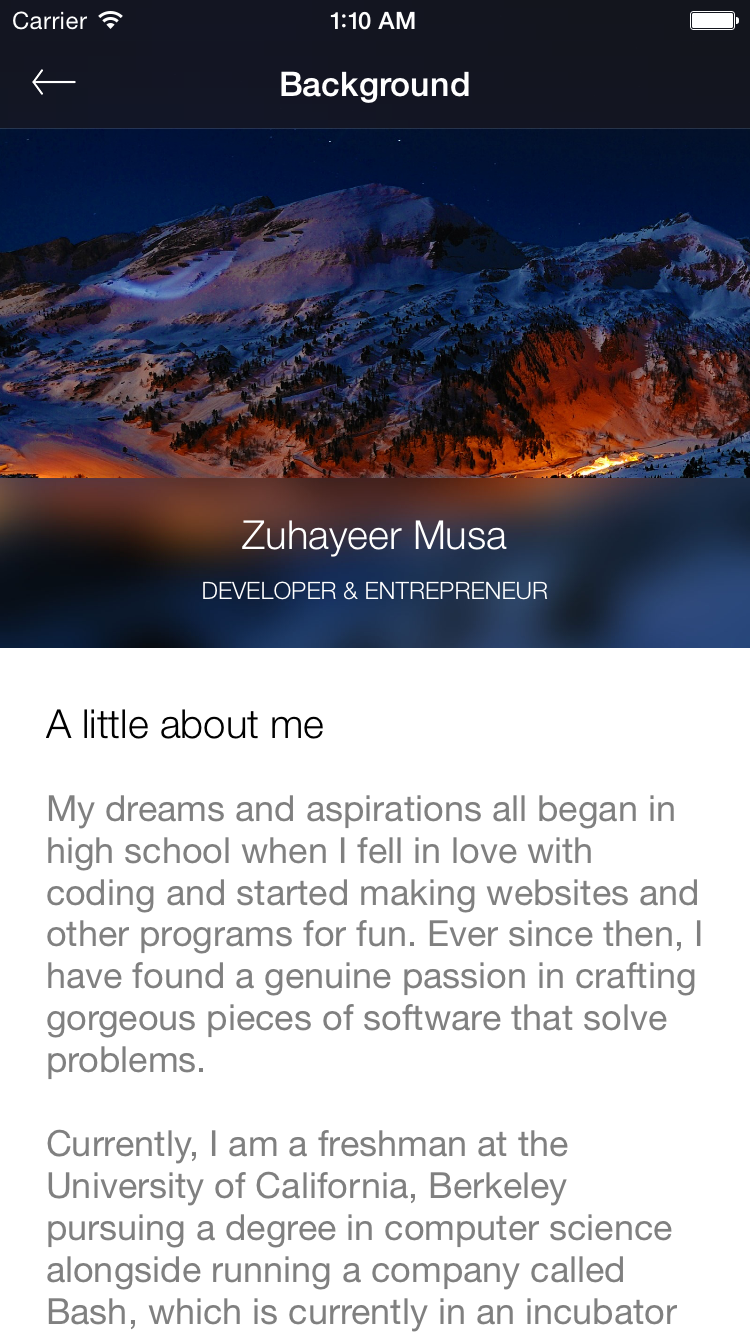 Carrier 1:10 AM
Background
Zuhayeer Musa
DEVELOPER & ENTREPRENEUR
A little about me
My dreams and aspirations all began in
high school when I fell in love with
coding and started making websites and
other programs for fun. Ever since then, I
have found a genuine passion in crafting
gorgeous pieces of software that solve
problems.
Currently, I am a freshman at the
University of California, Berkeley
pursuing a degree in computer science
alongside running a company called
Bash, which is currently in an incubator